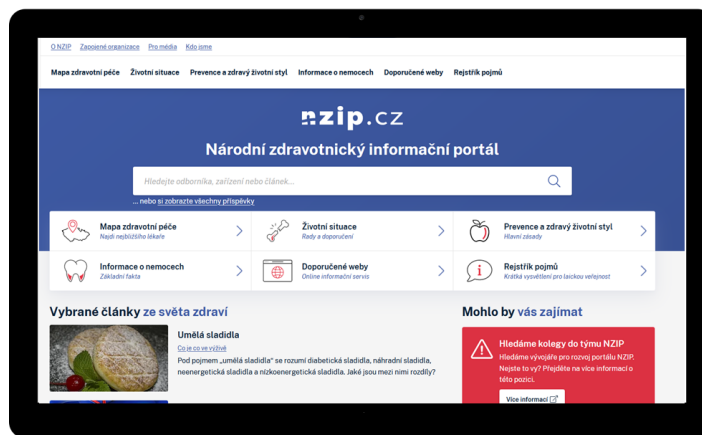 O NZIP Zapojené organizace Pro média Kdo jsme
Mapa zdravotní péče Životní situace Prevence a zdravý životní styl Informace o nemocech Doporučené weby Rejstřík pojmů
nzip.cz
Národní zdravotnický informační portál
Hledejte odborníka, zařízení nebo článek...
... nebo si zobrazte všechny příspěvky
Mapa zdravotní péče
Najdi nejbližšího lékaře
Životní situace
Rady a doporučení
Prevence a zdravý životní styl
Hlavní zásady
Informace o nemocech
Základní fakta
Doporučené weby
Online informační servis
Rejstřík pojmů
Krátká vysvětlení pro laickou veřejnost
Vybrané články ze světa zdraví
Umělá sladidla
Co je co ve výživě
Pod pojmem „umělá sladidla“ se rozumí diabetická sladidla, náhradní sladidla,
neenergetická sladidla a nízkoenergetická sladidla. Jaké jsou mezi nimi rozdíly?
Mohlo by vás zajímat
Hledáme kolegy do týmu NZIP
Hledáme vývojáře pro rozvoj portálu NZIP.
Nejste to vy? Přejděte na více informací o
této pozici.
Více informací